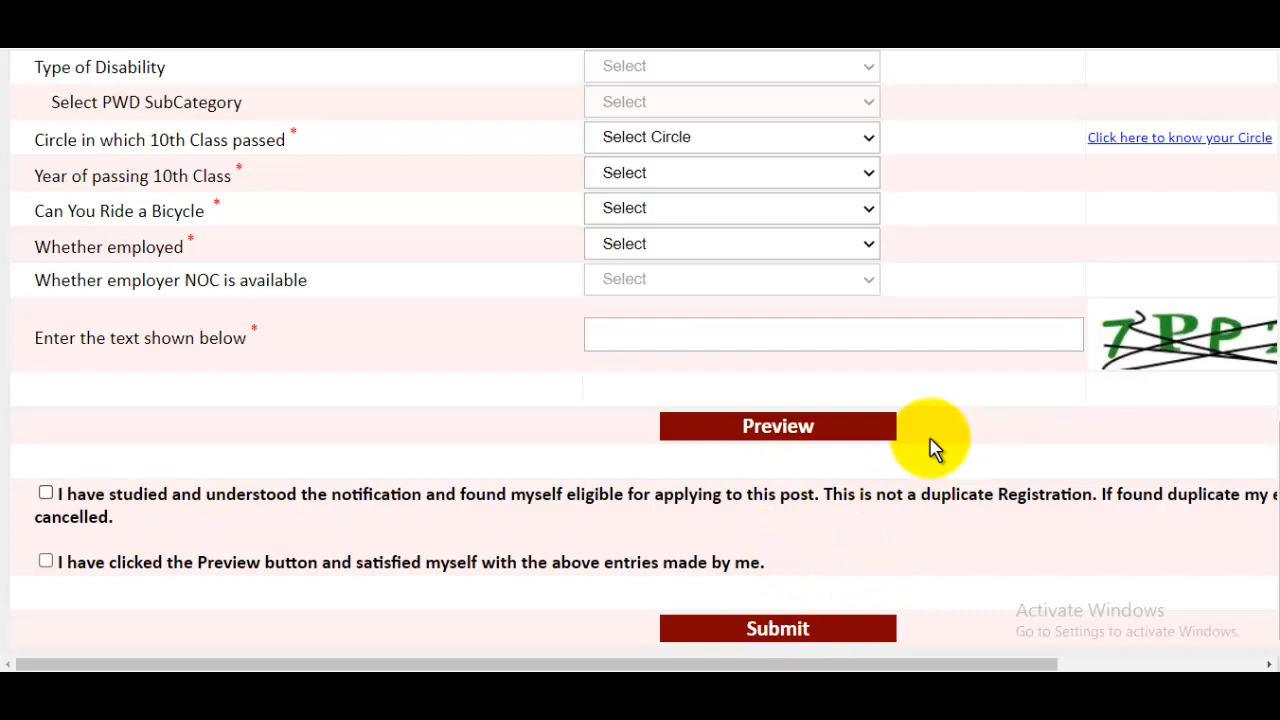 Type of Disability Select
Select PWD SubCategory Select
Circle in which 10th Class passed * Select Circle Click here to know your Circle
Year of passing 10th Class * Select
Can You Ride a Bicycle * Select
Whether employed * Select
Whether employer NOC is available Select
Enter the text shown below * 7PP
Preview
I have studied and understood the notification and found myself eligible for applying to this post. This is not a duplicate Registration. If found duplicate my
cancelled.
I have clicked the Preview button and satisfied myself with the above entries made by me.
Activate Windows
Go to Settings to activate Windows.
Submit